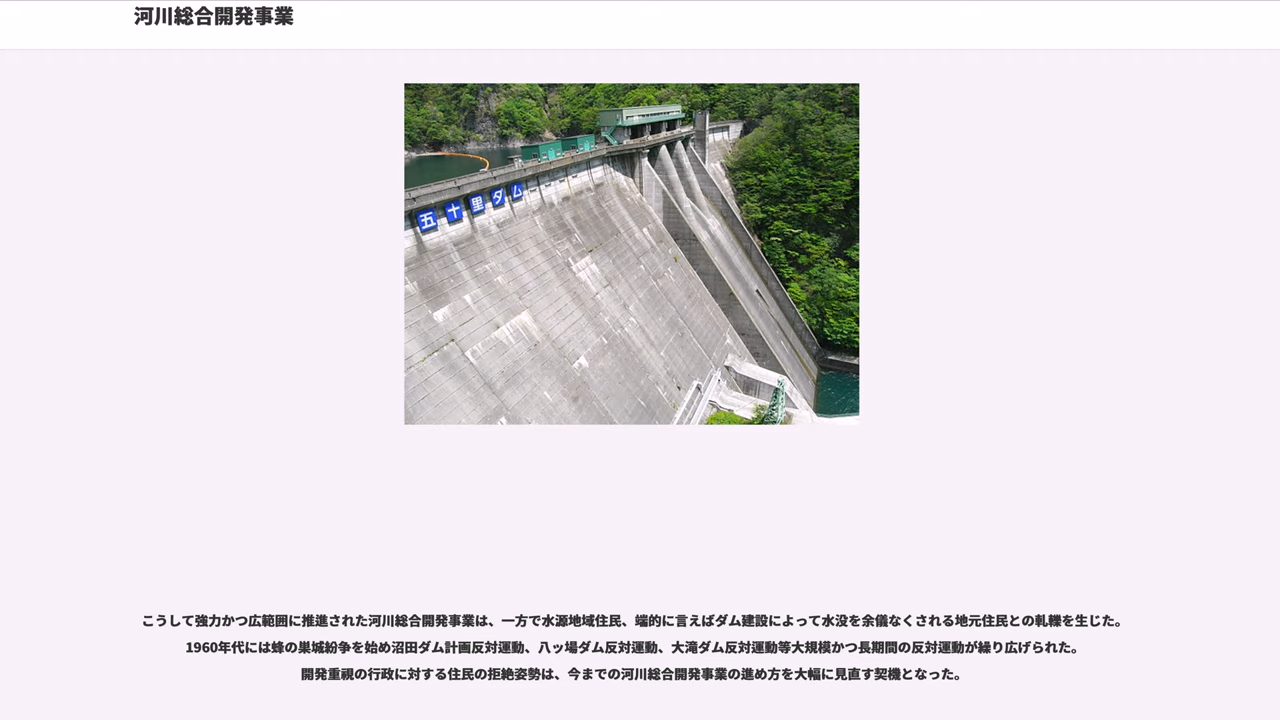 河川総合開発事業
五十里ダム
こうして強力かつ広範囲に推進された河川総合開発事業は、一方で水源地域住民、端的に言えばダム建設によって水没を余儀なくされる地元住民との軋轢を生じた。
1960年代には蜂の巣城紛争を始め沼田ダム計画反対運動、八ッ場ダム反対運動、大滝ダム反対運動等大規模かつ長期間の反対運動が繰り広げられた。
開発重視の行政に対する住民の拒絶姿勢は、今までの河川総合開発事業の進め方を大幅に見直す契機となった。